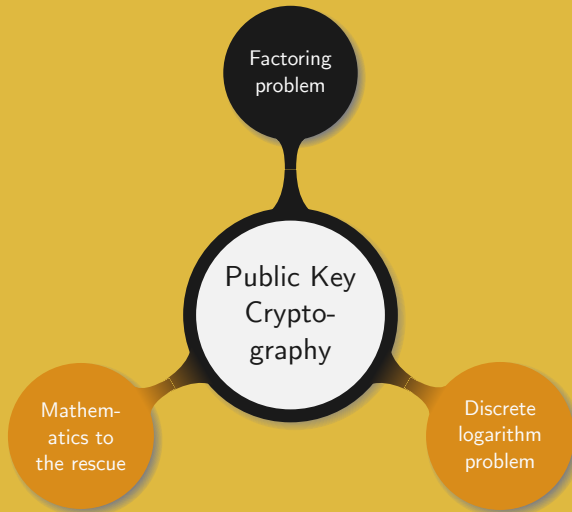 Factoring
problem
Public Key
Crypto-
graphy
Mathem-
atics to
the rescue
Discrete
logarithm
problem